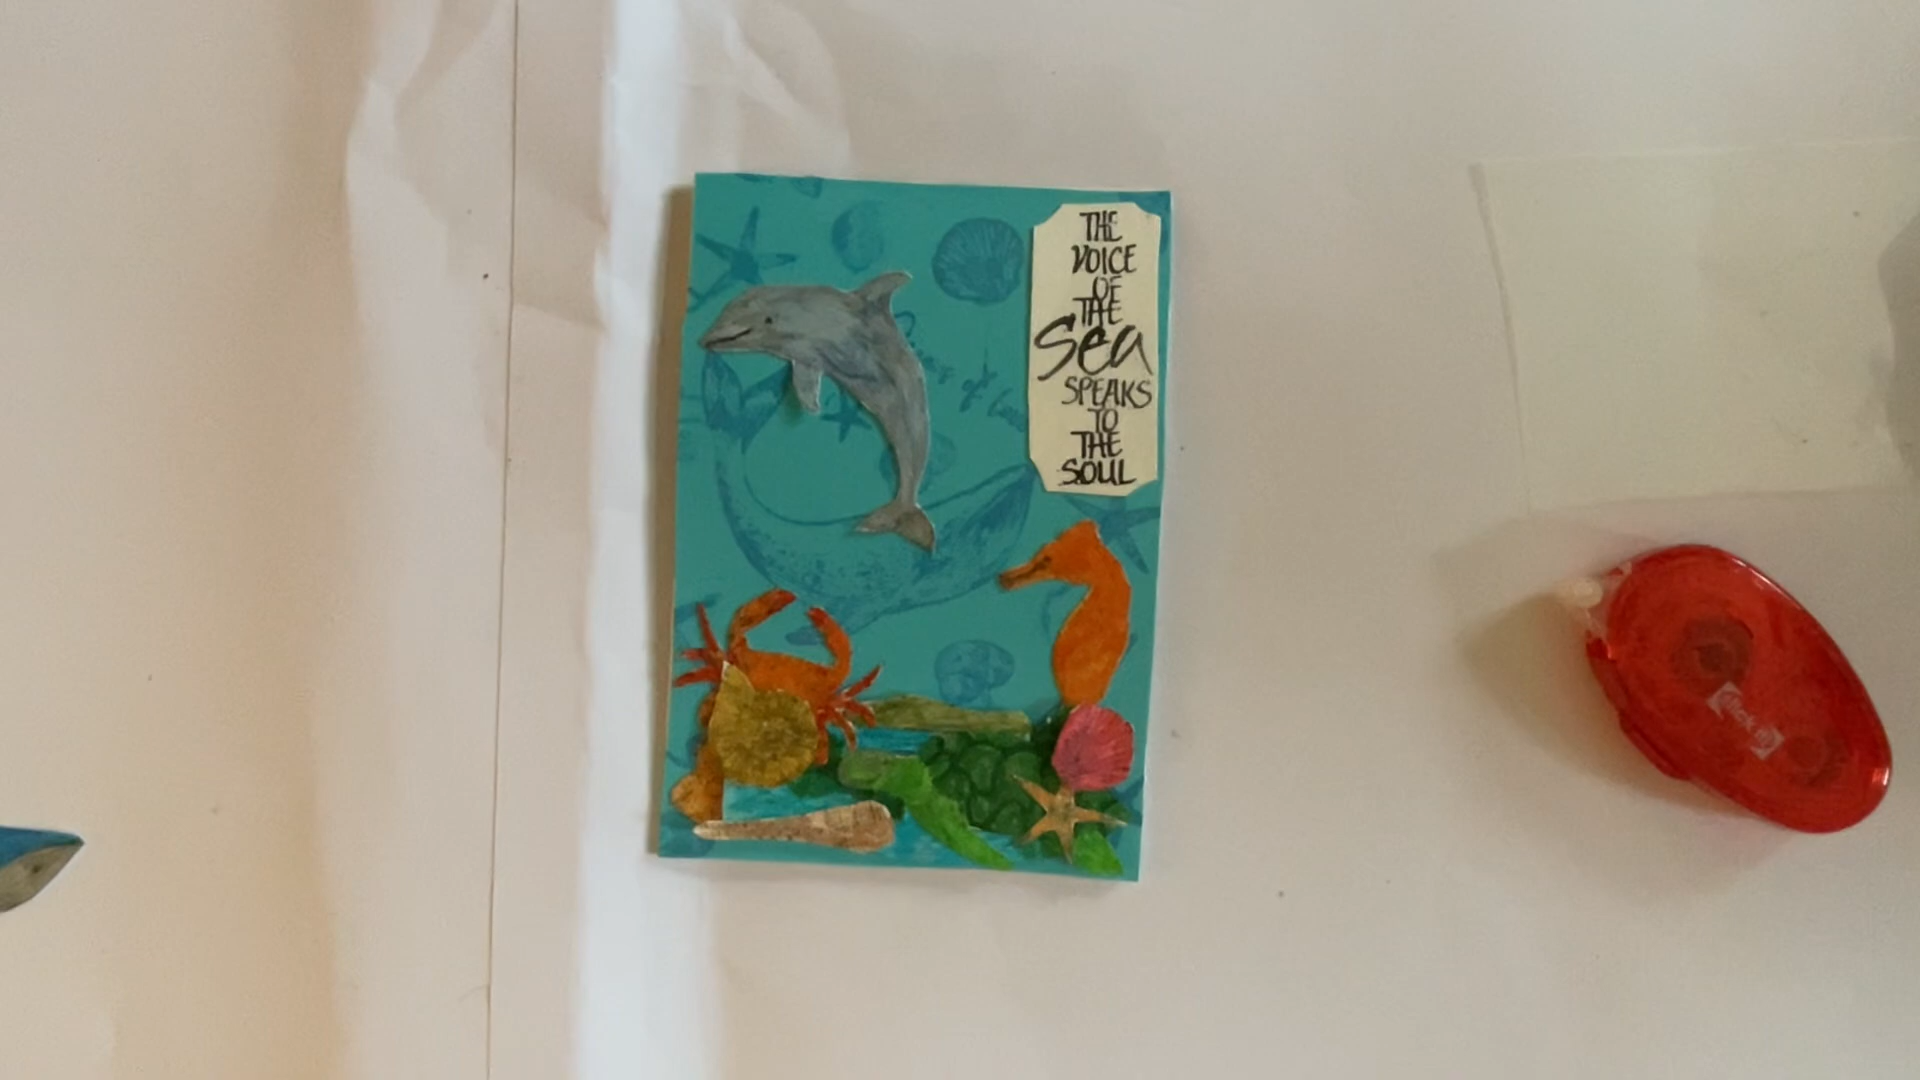 THE
VOICE
OF
THE
Sea
SPEAKS
TO
THE
SOUL